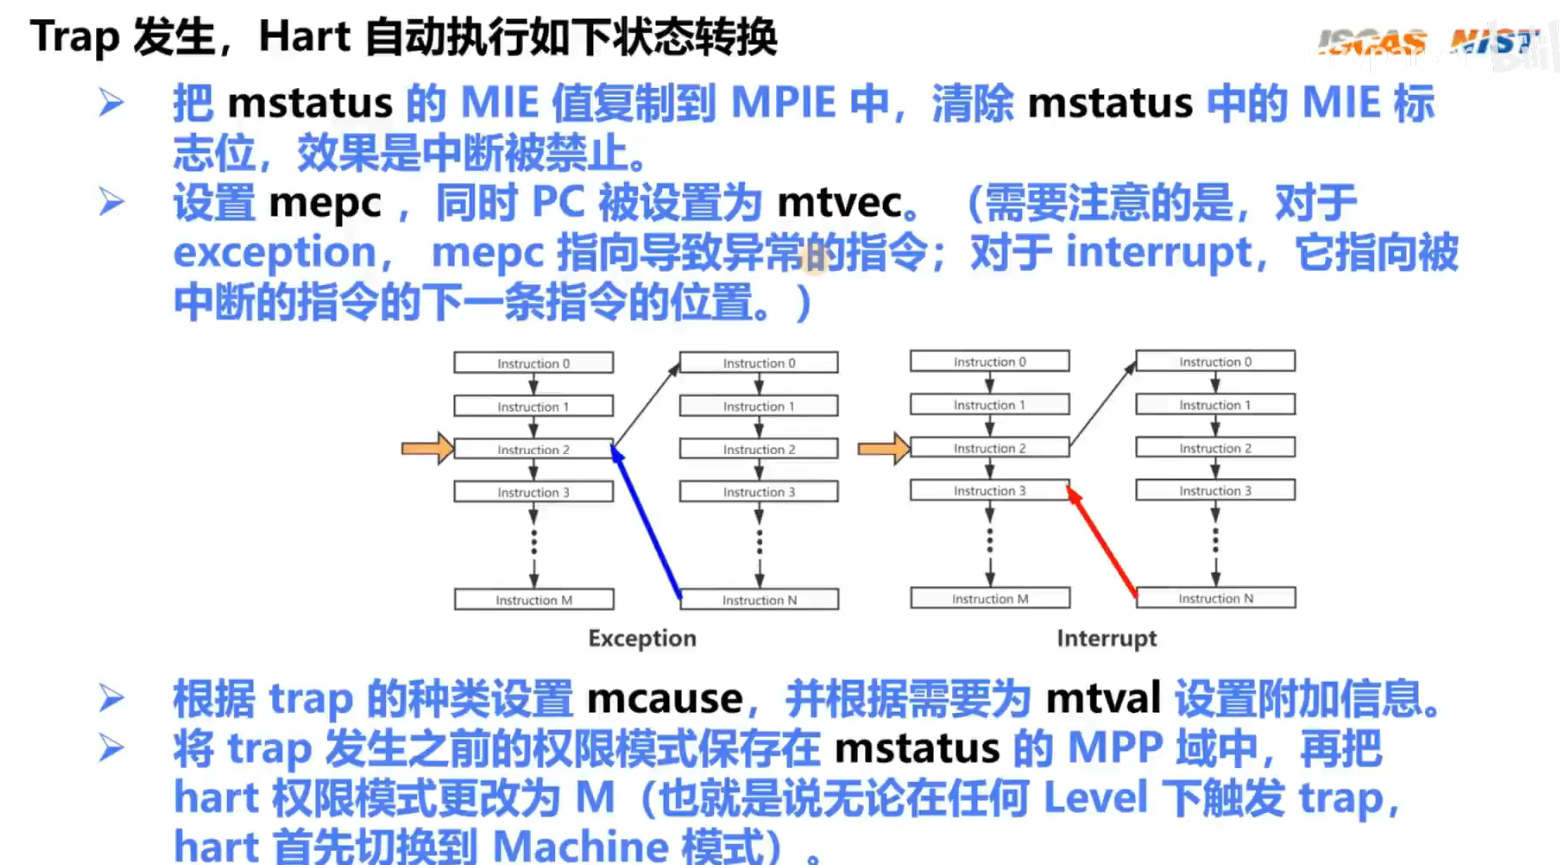 Trap 发生，Hart 自动执行如下状态转换
ISCAS NIST
把 mstatus 的 MIE 值复制到 MPIE 中，清除 mstatus 中的 MIE 标
志位，效果是中断被禁止。
设置 mepc ，同时 PC 被设置为 mtvec。（需要注意的是，对于
exception， mepc 指向导致异常的指令；对于 interrupt，它指向被
中断的指令的下一条指令的位置。）
Instruction 0
Instruction 1
Instruction 2
Instruction 3
Instruction M
Instruction 0
Instruction 1
Instruction 2
Instruction 3
Instruction N
Exception
Instruction 0
Instruction 1
Instruction 2
Instruction 3
Instruction M
Instruction 0
Instruction 1
Instruction 2
Instruction 3
Instruction N
Interrupt
根据 trap 的种类设置 mcause，并根据需要为 mtval 设置附加信息。
将 trap 发生之前的权限模式保存在 mstatus 的 MPP 域中，再把
hart 权限模式更改为 M（也就是说无论在任何 Level 下触发 trap，
hart 首先切换到 Machine 模式）。